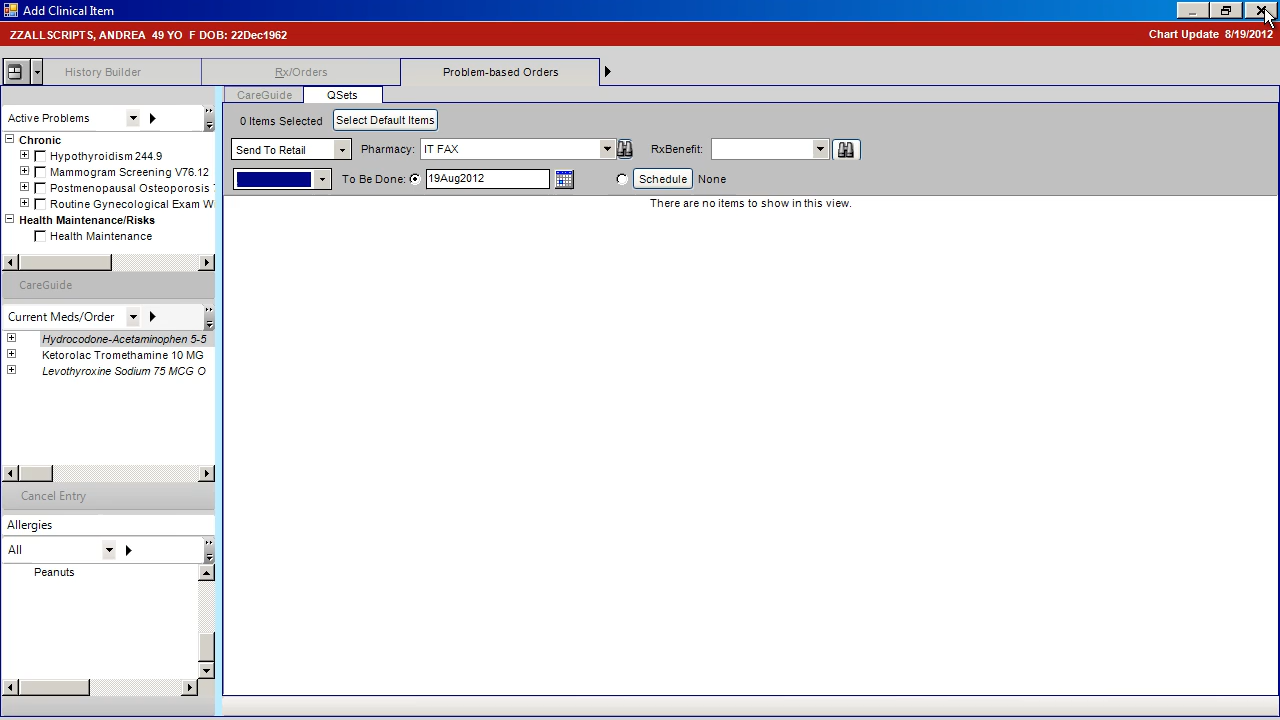 Add Clinical Item
ZZALLSCRIPTS, ANDREA 49 YO F DOB: 22Dec1962
Chart Update 8/19/2012
History Builder
Rx/Orders
Problem-based Orders
CareGuide
QSets
Active Problems
Chronic
Hypothyroidism 244.9
Mammogram Screening V76.12
Postmenopausal Osteoporosis
Routine Gynecological Exam W
Health Maintenance/Risks
Health Maintenance
CareGuide
Current Meds/Order
Hydrocodone-Acetaminophen 5-5
Ketorolac Tromethamine 10 MG
Levothyroxine Sodium 75 MCG O
Cancel Entry
Allergies
All
Peanuts
0 Items Selected
Select Default Items
Send To Retail
Pharmacy: IT FAX
RxBenefit:
To Be Done: 19Aug2012
Schedule None
There are no items to show in this view.